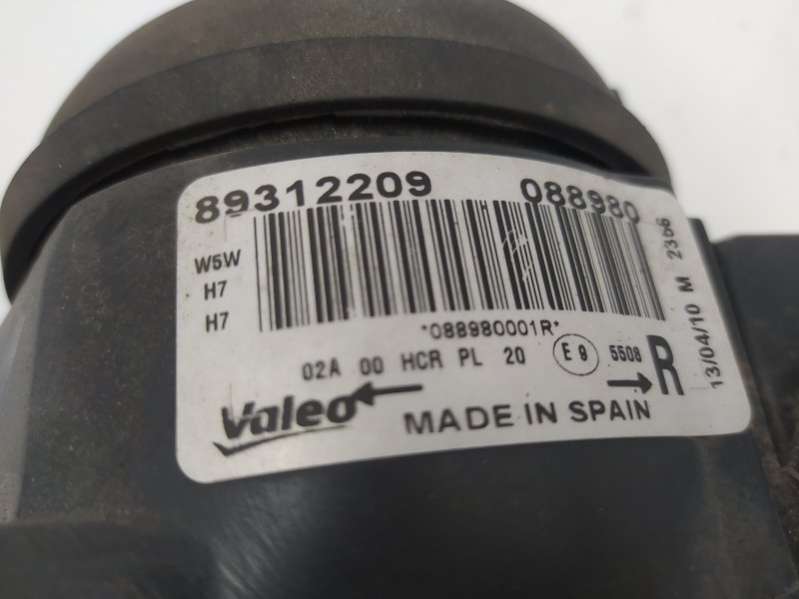 89312209 088980
W5W
H7
H7
*088980001R*
02A 00 HCR PL 20 E9 5508 R
Valeo MADE IN SPAIN
13/04/10 M